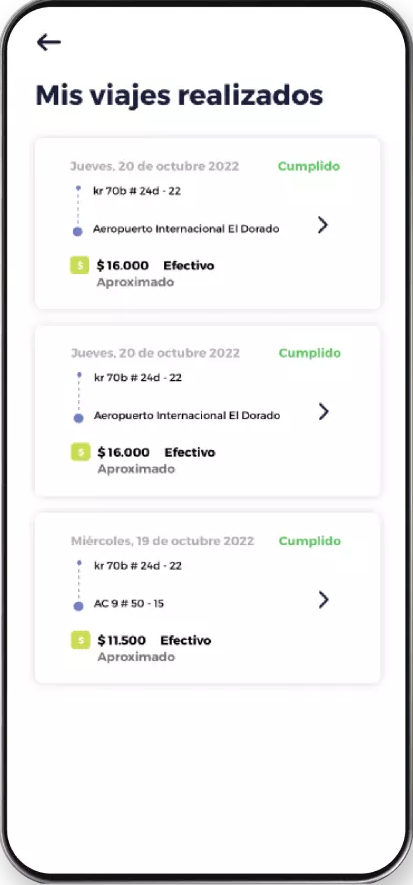 Mis viajes realizados
Jueves, 20 de octubre 2022 Cumplido
kr 70b # 24d - 22
Aeropuerto Internacional El Dorado
$ $16.000 Efectivo
Aproximado
Jueves, 20 de octubre 2022 Cumplido
kr 70b # 24d - 22
Aeropuerto Internacional El Dorado
$ $16.000 Efectivo
Aproximado
Miércoles, 19 de octubre 2022 Cumplido
kr 70b # 24d - 22
AC 9 # 50 - 15
$ $11.500 Efectivo
Aproximado